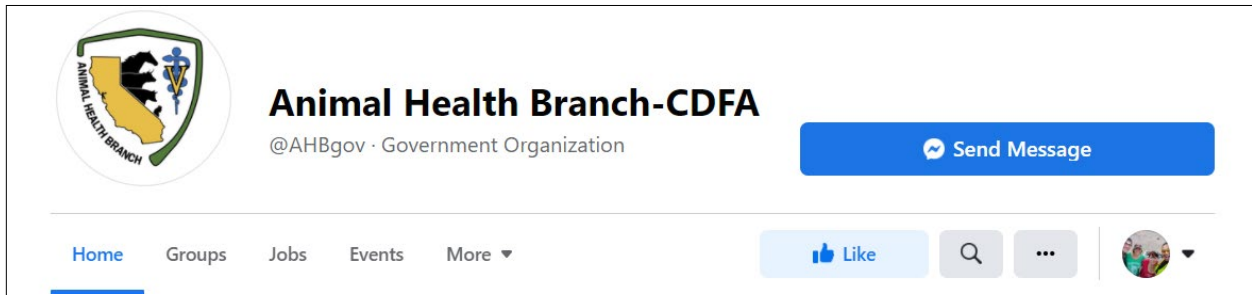 ANIMAL HEALTH BRANCH
Animal Health Branch-CDFA
@AHBgov · Government Organization
Send Message
Home Groups Jobs Events More
Like